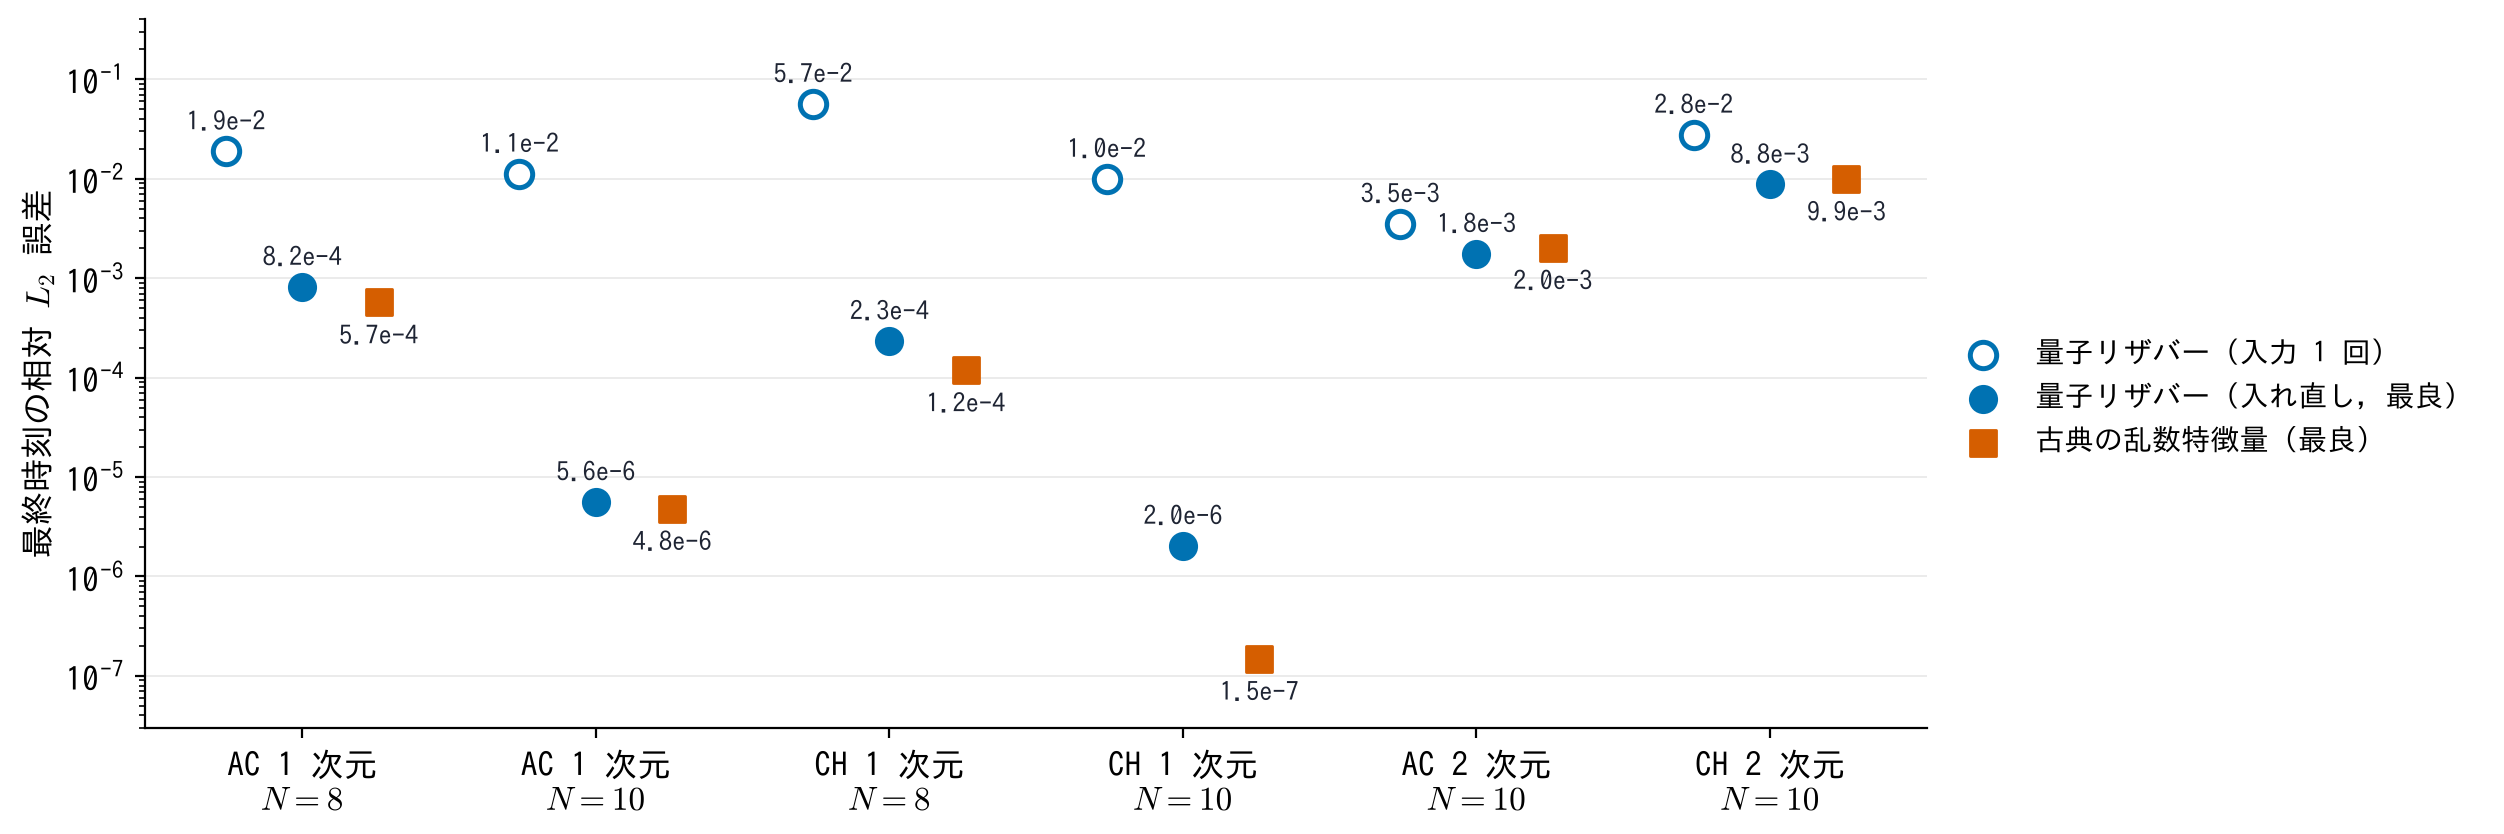 最終時刻の相対 L₂ 誤差
10⁻¹
10⁻²
10⁻³
10⁻⁴
10⁻⁵
10⁻⁶
10⁻⁷
1.9e−2
8.2e−4
5.7e−4
1.1e−2
5.6e−6
4.8e−6
5.7e−2
2.3e−4
1.2e−4
1.0e−2
2.0e−6
1.5e−7
3.5e−3
1.8e−3
2.0e−3
2.8e−2
8.8e−3
9.9e−3
AC 1 次元
N = 8
AC 1 次元
N = 10
CH 1 次元
N = 8
CH 1 次元
N = 10
AC 2 次元
N = 10
CH 2 次元
N = 10
量子リザバー（入力 1 回）
量子リザバー（入れ直し，最良）
古典の乱数特徴量（最良）